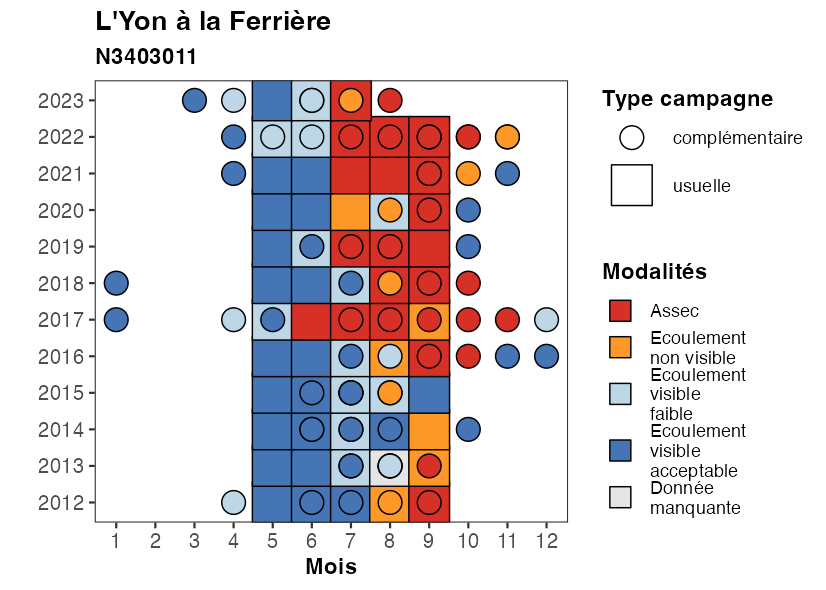 L'Yon à la Ferrière
N3403011
2023
2022
2021
2020
2019
2018
2017
2016
2015
2014
2013
2012
1 2 3 4 5 6 7 8 9 10 11 12
Mois
Type campagne
complémentaire
usuelle
Modalités
Assec
Ecoulement
non visible
Ecoulement
visible
faible
Ecoulement
visible
acceptable
Donnée
manquante